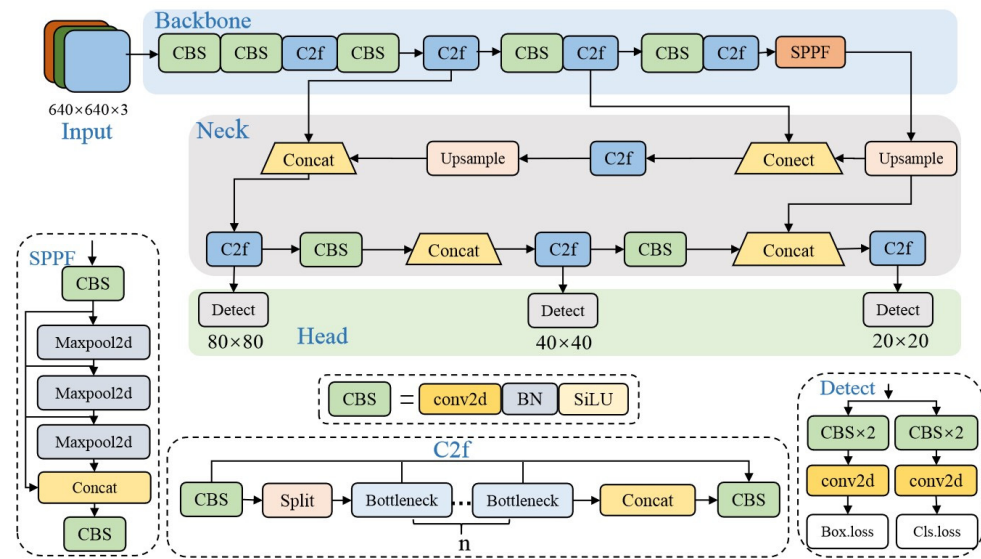 Backbone
CBS CBS C2f CBS C2f CBS C2f CBS C2f SPPF
640×640×3
Input
Neck
Concat Upsample C2f Conect Upsample
C2f CBS Concat C2f CBS Concat C2f
Detect Detect Detect
80×80 40×40 20×20
Head
SPPF
CBS
Maxpool2d
Maxpool2d
Maxpool2d
Concat
CBS
CBS = conv2d BN SiLU
C2f
CBS Split Bottleneck ... Bottleneck Concat CBS
n
Detect
CBS×2 CBS×2
conv2d conv2d
Box.loss Cls.loss